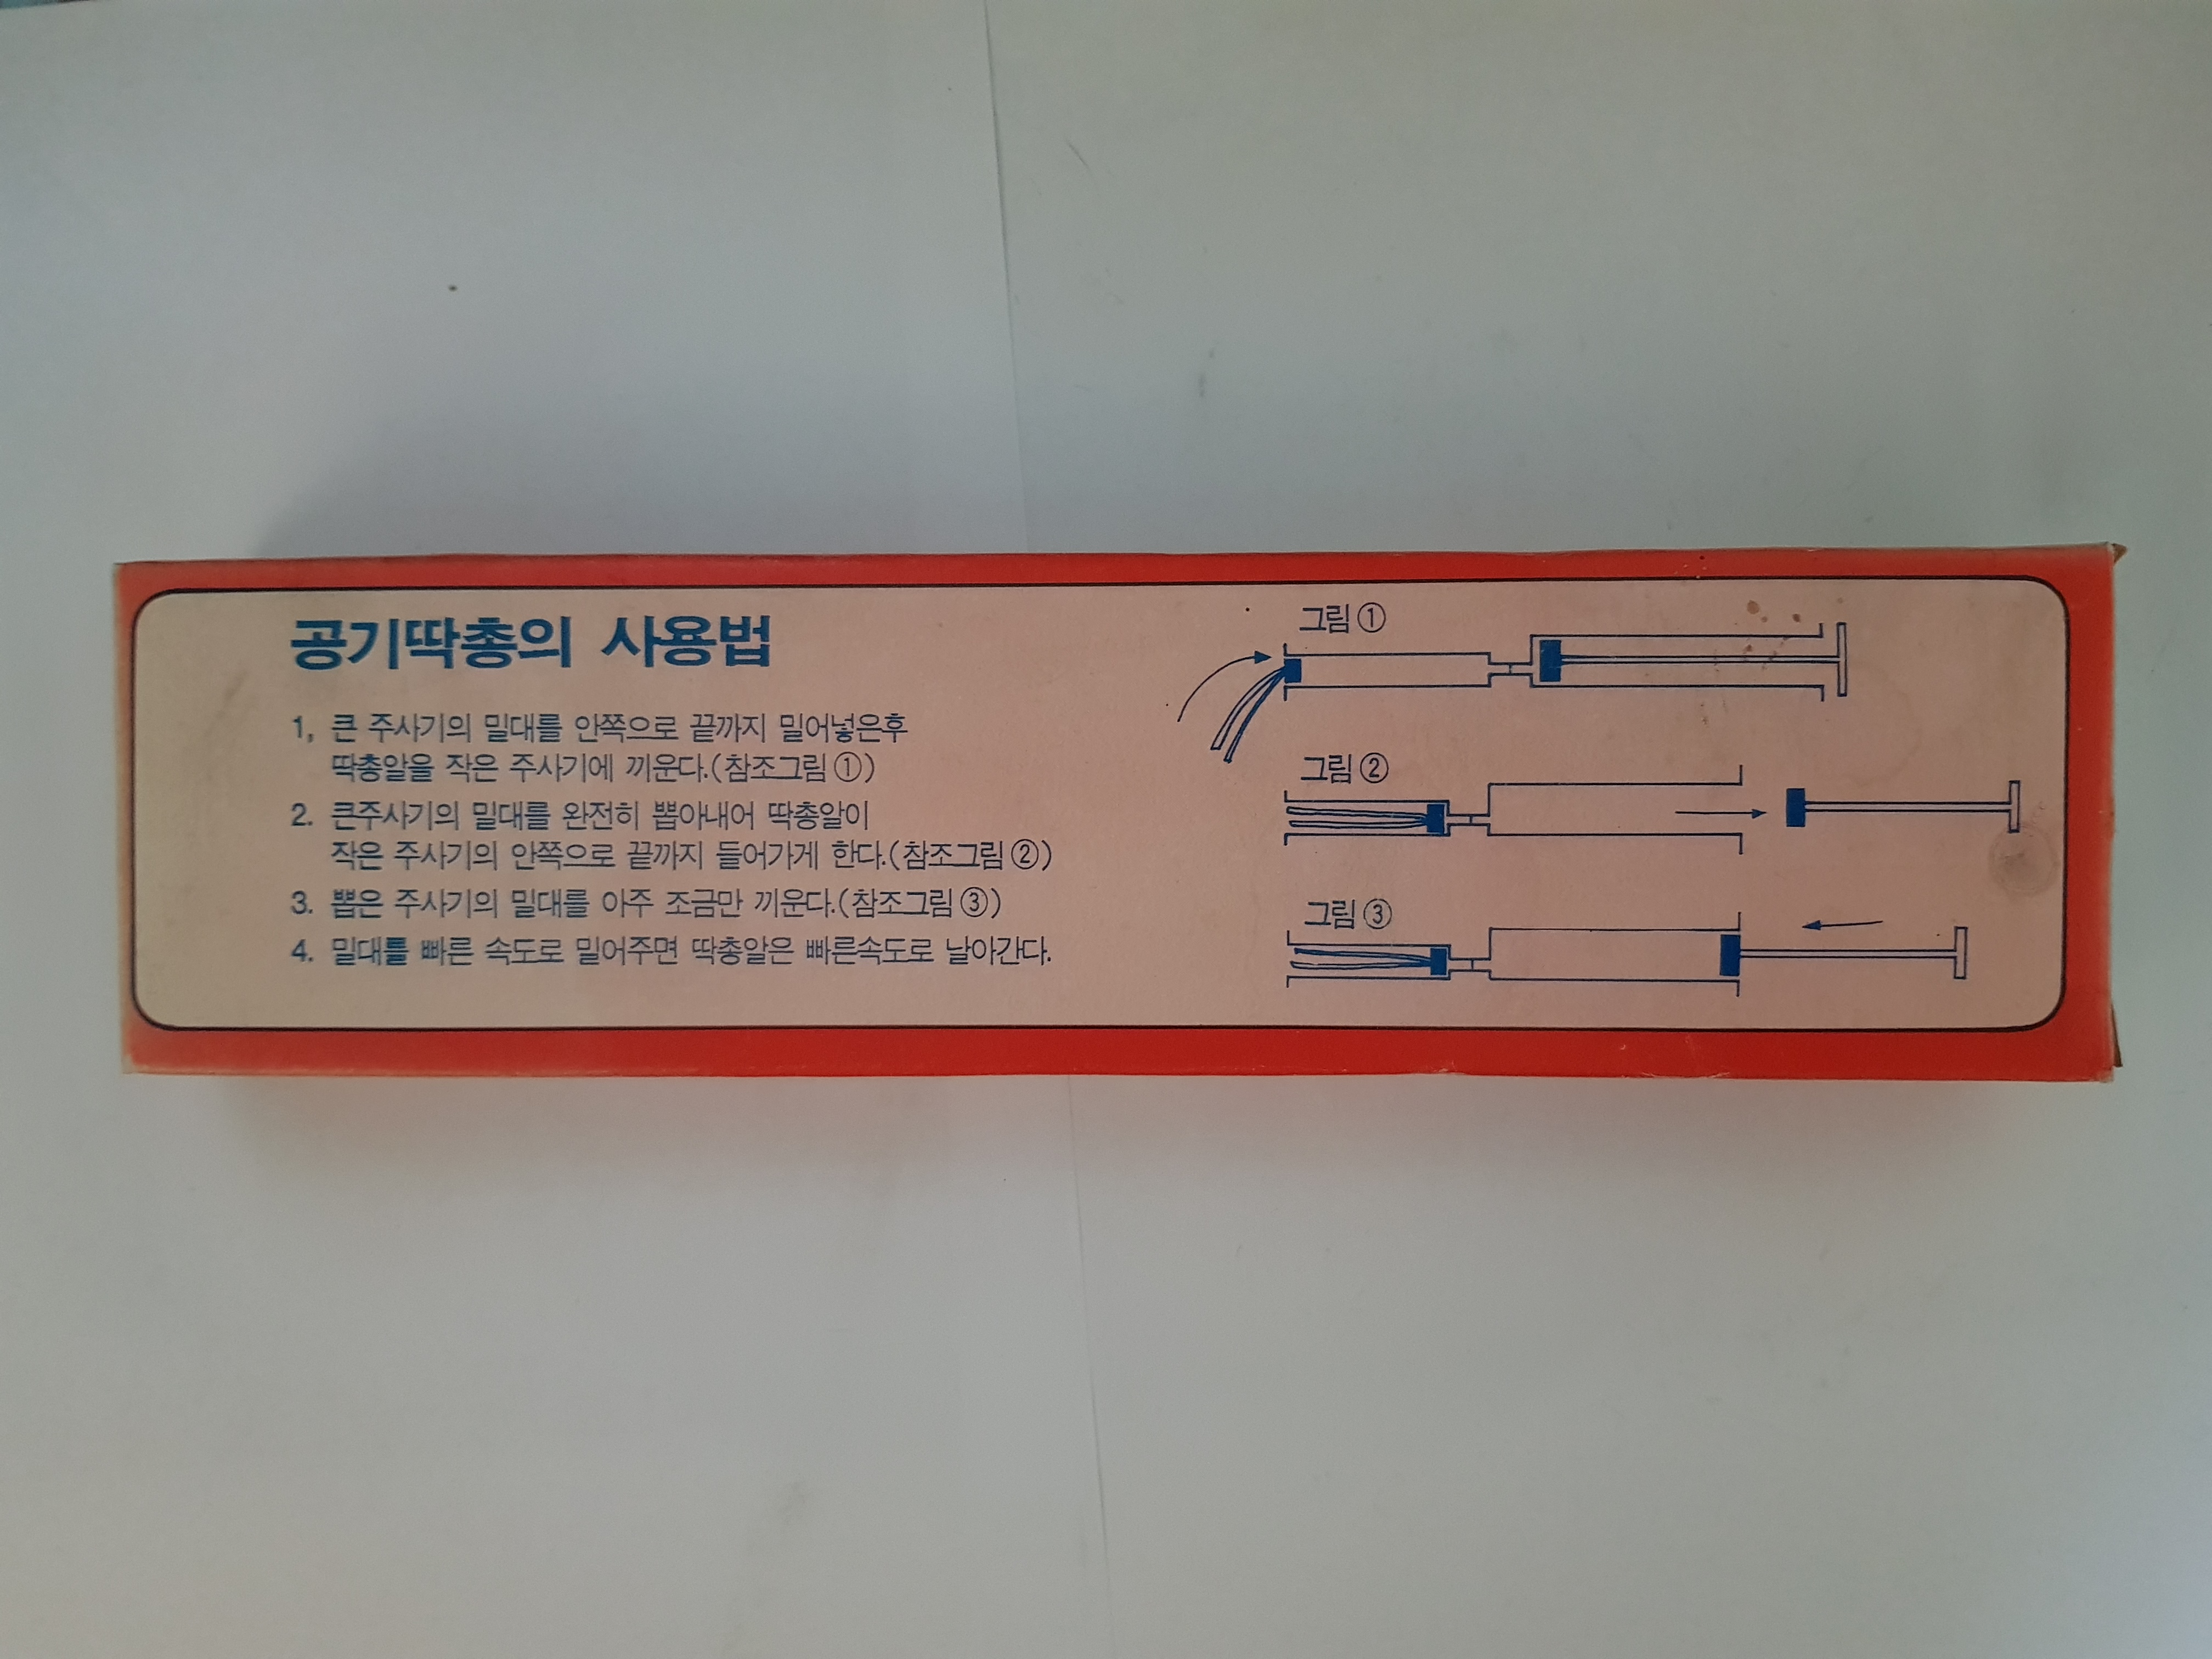 공기딱총의 사용법
1, 큰 주사기의 밀대를 안쪽으로 끝까지 밀어넣은후
딱총알을 작은 주사기에 끼운다.(참조그림①)
2. 큰주사기의 밀대를 완전히 뽑아내어 딱총알이
작은 주사기의 안쪽으로 끝까지 들어가게 한다.(참조그림②)
3. 뽑은 주사기의 밀대를 아주 조금만 끼운다.(참조그림③)
4. 밀대를 빠른 속도로 밀어주면 딱총알은 빠른속도로 날아간다.
그림①
그림②
그림③